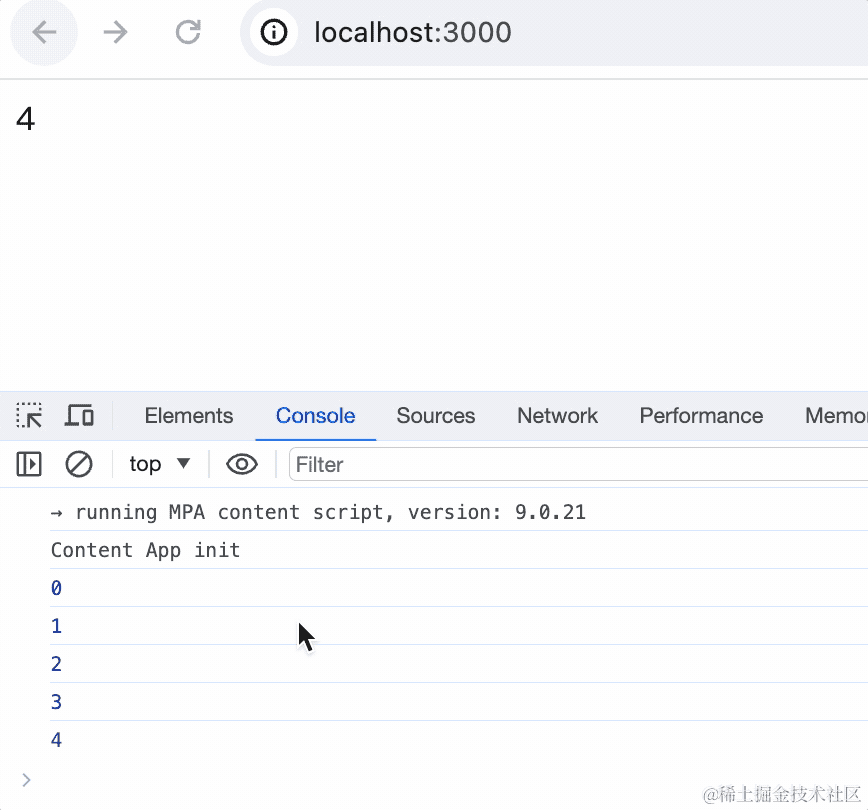 localhost:3000
4
Elements Console Sources Network Performance Memo
top Filter
→ running MPA content script, version: 9.0.21
Content App init
0
1
2
3
4
@稀土掘金技术社区